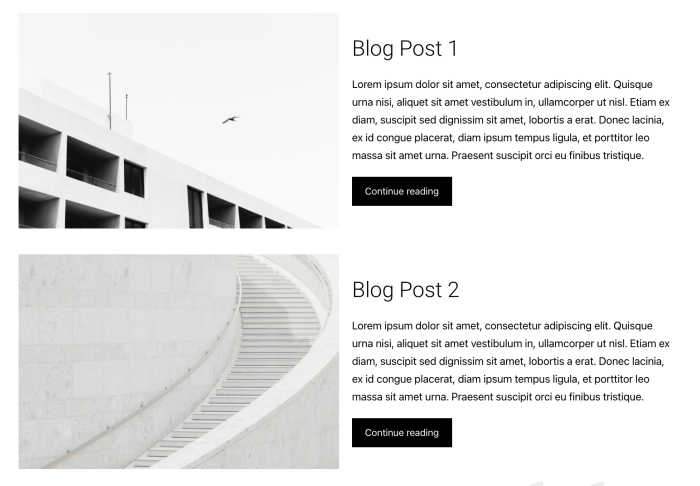 Blog Post 1
Lorem ipsum dolor sit amet, consectetur adipiscing elit. Quisque
urna nisi, aliquet sit amet vestibulum in, ullamcorper ut nisl. Etiam ex
diam, suscipit sed dignissim sit amet, lobortis a erat. Donec lacinia,
ex id congue placerat, diam ipsum tempus ligula, et porttitor leo
massa sit amet urna. Praesent suscipit orci eu finibus tristique.
Continue reading
Blog Post 2
Lorem ipsum dolor sit amet, consectetur adipiscing elit. Quisque
urna nisi, aliquet sit amet vestibulum in, ullamcorper ut nisl. Etiam ex
diam, suscipit sed dignissim sit amet, lobortis a erat. Donec lacinia,
ex id congue placerat, diam ipsum tempus ligula, et porttitor leo
massa sit amet urna. Praesent suscipit orci eu finibus tristique.
Continue reading